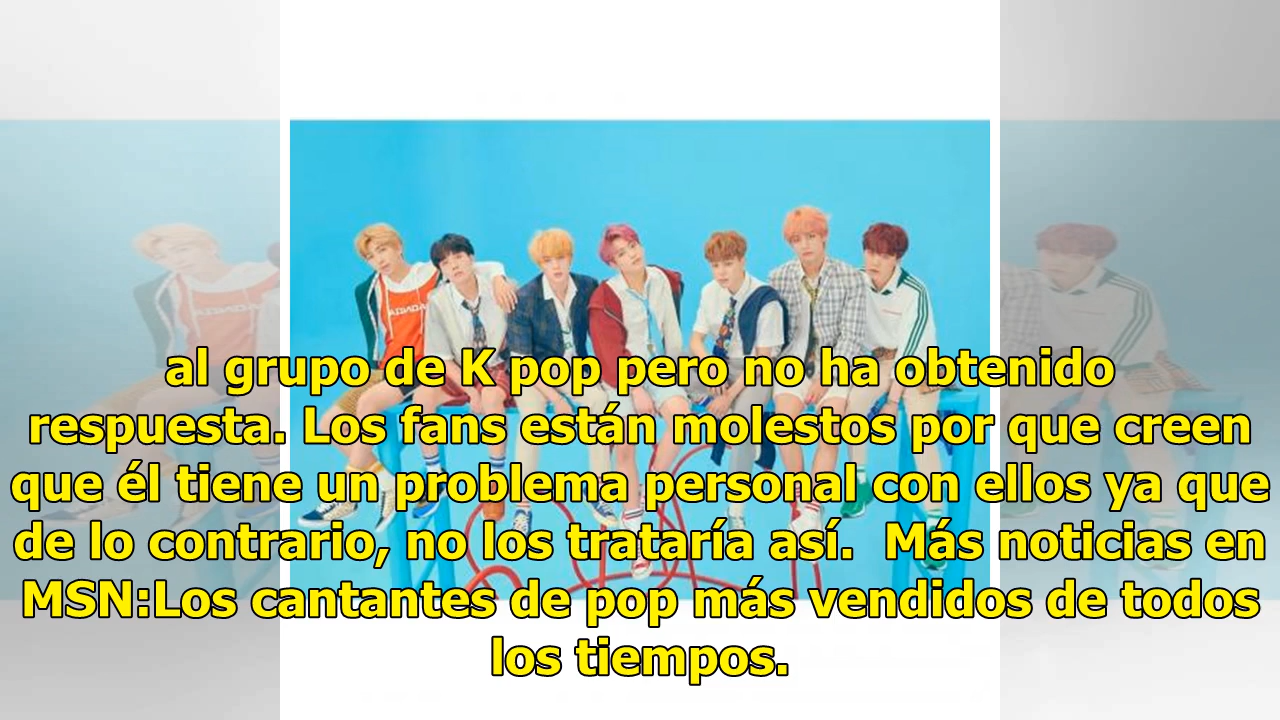 al grupo de K pop pero no ha obtenido
respuesta. Los fans están molestos por que creen
que él tiene un problema personal con ellos ya que
de lo contrario, no los trataría así.  Más noticias en
MSN:Los cantantes de pop más vendidos de todos
los tiempos.